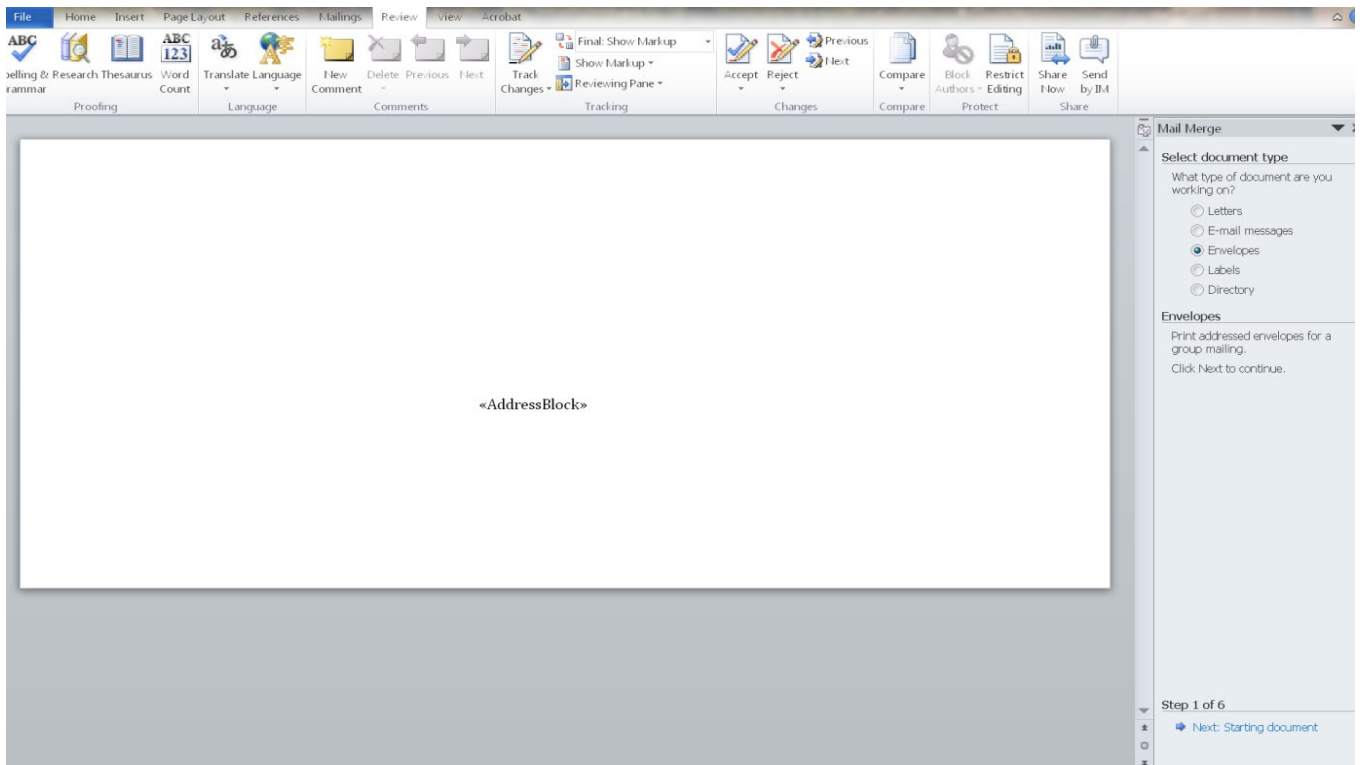 File Home Insert Page Layout References Mailings Review View Acrobat
ABC ABC 123
pelling & Research Thesaurus Word Translate Language New Delete Previous Next Track Final: Show Markup Accept Reject Previous Compare Block Restrict Share Send
rammar Count Comment Changes Show Markup Next Authors Editing Now by IM
Reviewing Pane
Proofing Language Comments Tracking Changes Compare Protect Share
Mail Merge
Select document type
What type of document are you
working on?
Letters
E-mail messages
Envelopes
Labels
Directory
Envelopes
Print addressed envelopes for a
group mailing.
Click Next to continue.
«AddressBlock»
Step 1 of 6
Next: Starting document